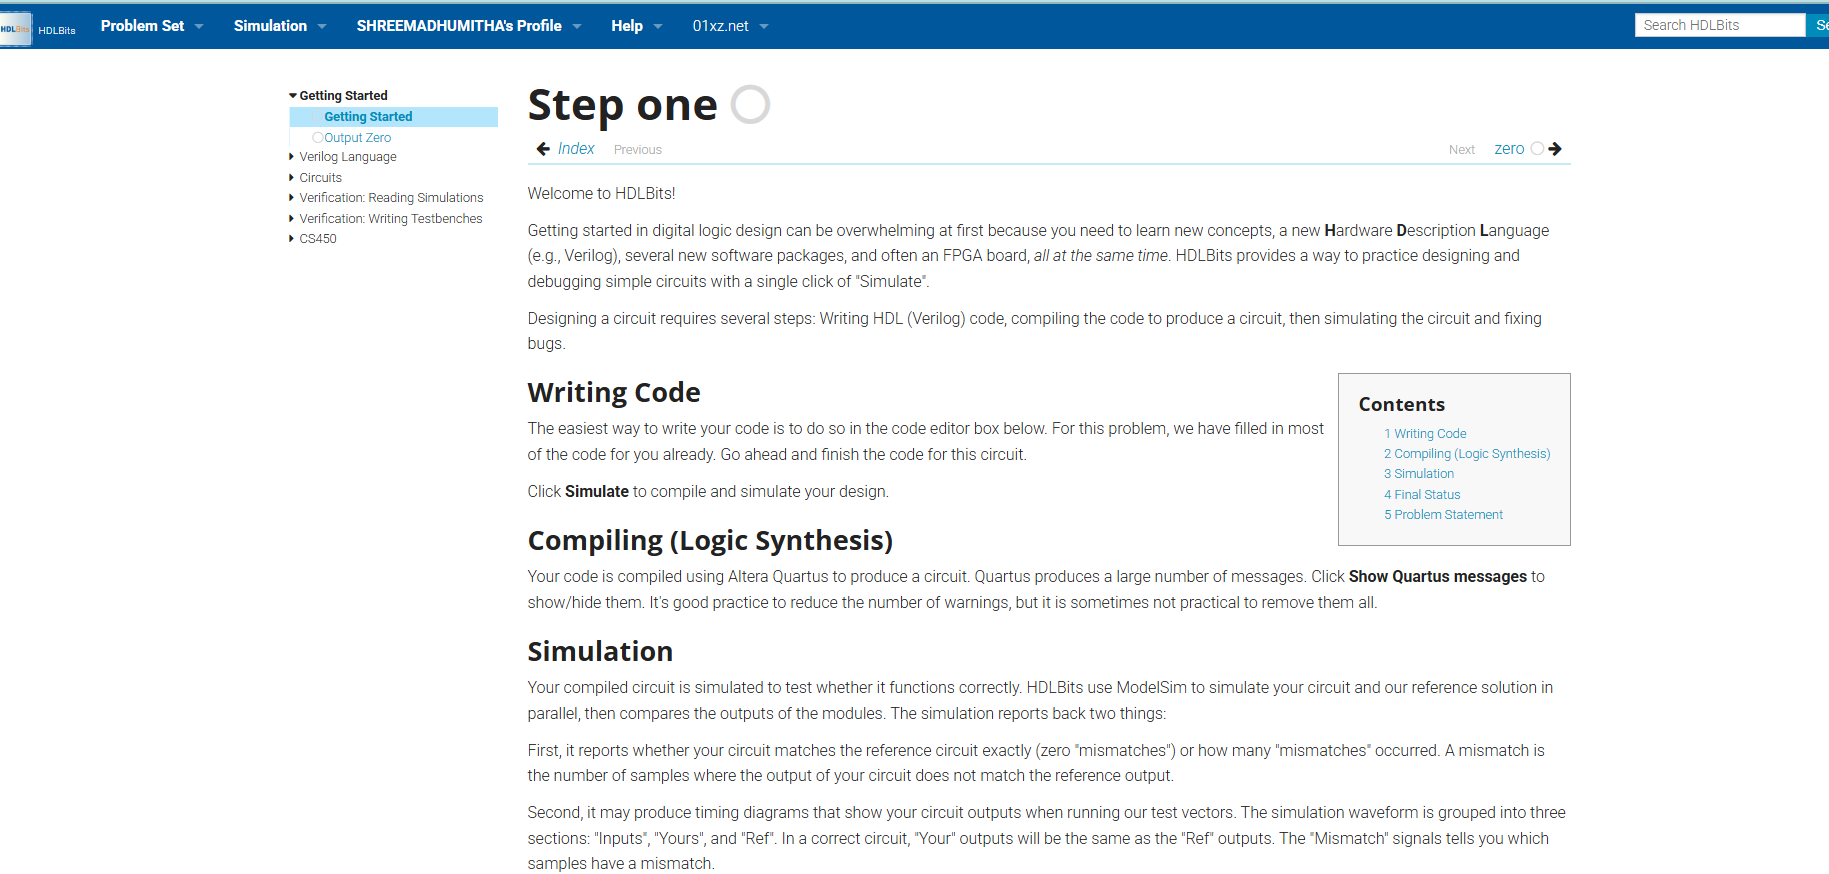 HDLBits
HDLBits
Problem Set
Simulation
SHREEMADHUMITHA's Profile
Help
01xz.net
Search HDLBits
Se
Getting Started
Getting Started
Output Zero
Verilog Language
Circuits
Verification: Reading Simulations
Verification: Writing Testbenches
CS450
Step one
Index Previous
Next zero
Welcome to HDLBits!
Getting started in digital logic design can be overwhelming at first because you need to learn new concepts, a new Hardware Description Language
(e.g., Verilog), several new software packages, and often an FPGA board, all at the same time. HDLBits provides a way to practice designing and
debugging simple circuits with a single click of "Simulate".
Designing a circuit requires several steps: Writing HDL (Verilog) code, compiling the code to produce a circuit, then simulating the circuit and fixing
bugs.
Writing Code
The easiest way to write your code is to do so in the code editor box below. For this problem, we have filled in most
of the code for you already. Go ahead and finish the code for this circuit.
Click Simulate to compile and simulate your design.
Contents
1 Writing Code
2 Compiling (Logic Synthesis)
3 Simulation
4 Final Status
5 Problem Statement
Compiling (Logic Synthesis)
Your code is compiled using Altera Quartus to produce a circuit. Quartus produces a large number of messages. Click Show Quartus messages to
show/hide them. It's good practice to reduce the number of warnings, but it is sometimes not practical to remove them all.
Simulation
Your compiled circuit is simulated to test whether it functions correctly. HDLBits use ModelSim to simulate your circuit and our reference solution in
parallel, then compares the outputs of the modules. The simulation reports back two things:
First, it reports whether your circuit matches the reference circuit exactly (zero "mismatches") or how many "mismatches" occurred. A mismatch is
the number of samples where the output of your circuit does not match the reference output.
Second, it may produce timing diagrams that show your circuit outputs when running our test vectors. The simulation waveform is grouped into three
sections: "Inputs", "Yours", and "Ref". In a correct circuit, "Your" outputs will be the same as the "Ref" outputs. The "Mismatch" signals tells you which
samples have a mismatch.